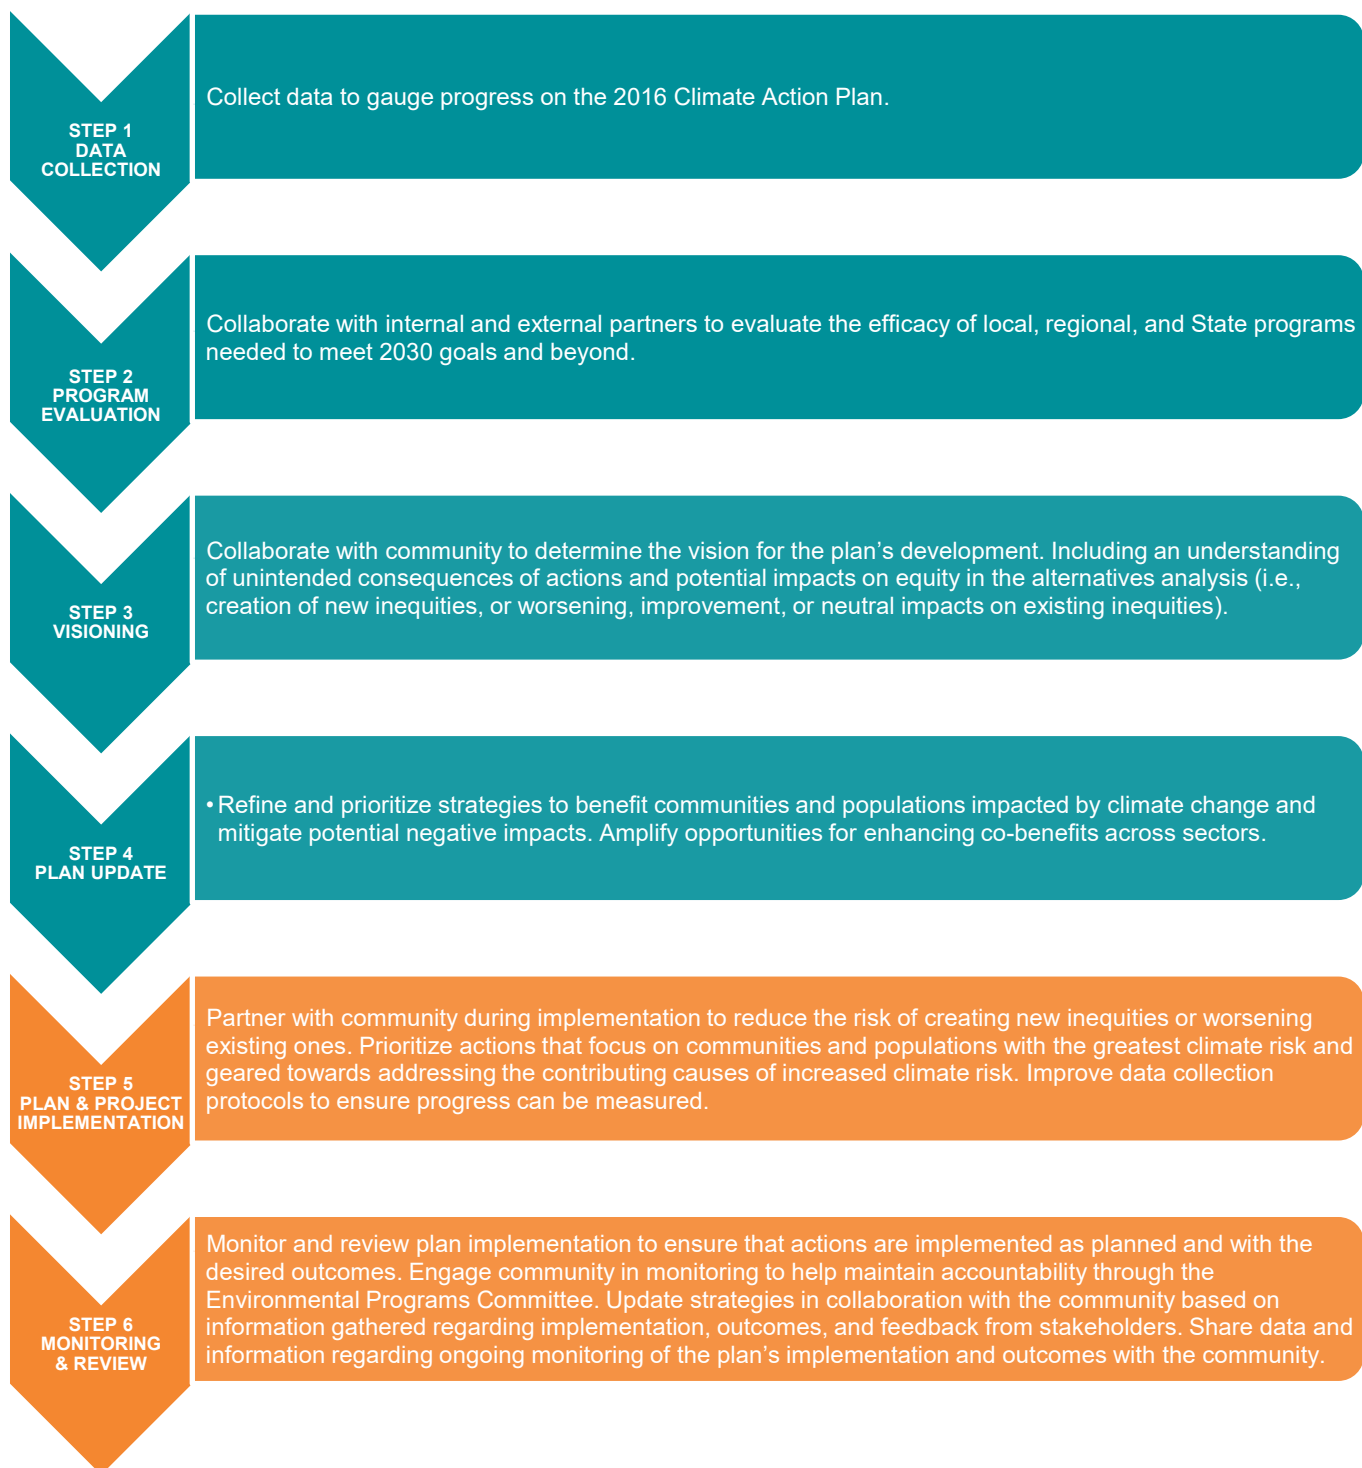 STEP 1
DATA
COLLECTION
Collect data to gauge progress on the 2016 Climate Action Plan.
STEP 2
PROGRAM
EVALUATION
Collaborate with internal and external partners to evaluate the efficacy of local, regional, and State programs
needed to meet 2030 goals and beyond.
STEP 3
VISIONING
Collaborate with community to determine the vision for the plan’s development. Including an understanding
of unintended consequences of actions and potential impacts on equity in the alternatives analysis (i.e.,
creation of new inequities, or worsening, improvement, or neutral impacts on existing inequities).
STEP 4
PLAN UPDATE
• Refine and prioritize strategies to benefit communities and populations impacted by climate change and
mitigate potential negative impacts. Amplify opportunities for enhancing co-benefits across sectors.
STEP 5
PLAN & PROJECT
IMPLEMENTATION
Partner with community during implementation to reduce the risk of creating new inequities or worsening
existing ones. Prioritize actions that focus on communities and populations with the greatest climate risk and
geared towards addressing the contributing causes of increased climate risk. Improve data collection
protocols to ensure progress can be measured.
STEP 6
MONITORING
& REVIEW
Monitor and review plan implementation to ensure that actions are implemented as planned and with the
desired outcomes. Engage community in monitoring to help maintain accountability through the
Environmental Programs Committee. Update strategies in collaboration with the community based on
information gathered regarding implementation, outcomes, and feedback from stakeholders. Share data and
information regarding ongoing monitoring of the plan’s implementation and outcomes with the community.